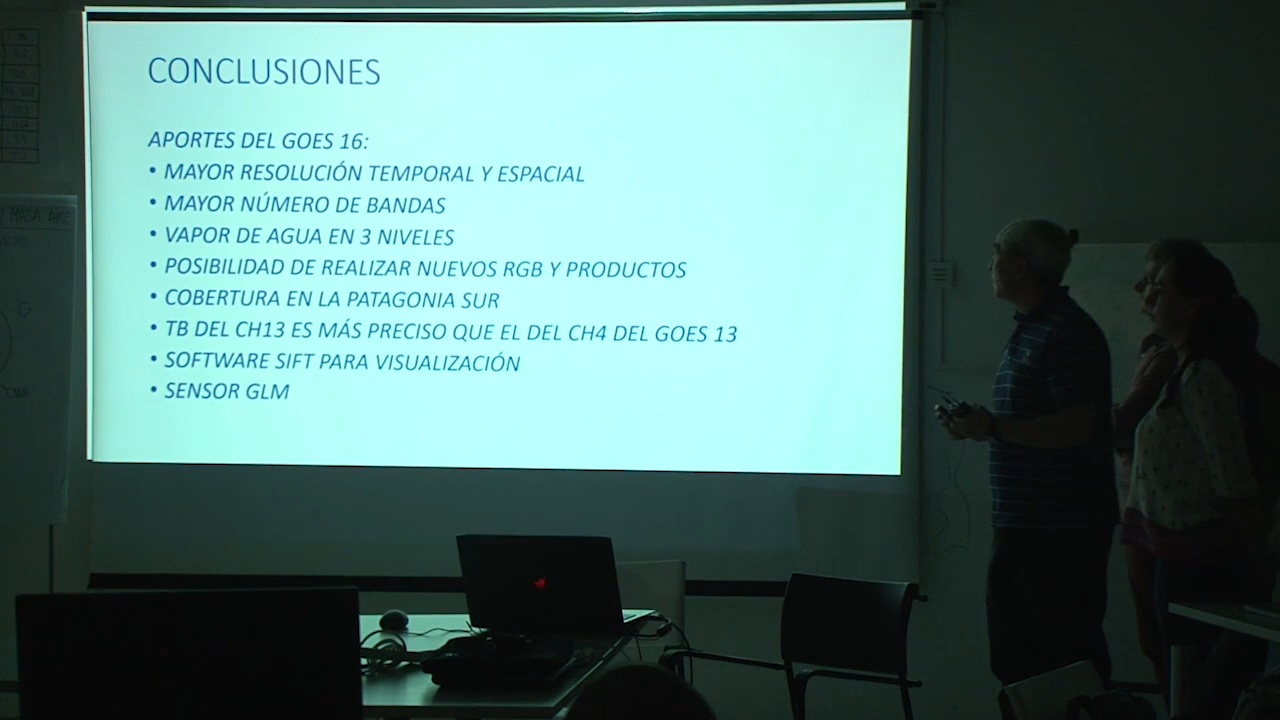 CONCLUSIONES
APORTES DEL GOES 16:
• MAYOR RESOLUCIÓN TEMPORAL Y ESPACIAL
• MAYOR NÚMERO DE BANDAS
• VAPOR DE AGUA EN 3 NIVELES
• POSIBILIDAD DE REALIZAR NUEVOS RGB Y PRODUCTOS
• COBERTURA EN LA PATAGONIA SUR
• TB DEL CH13 ES MÁS PRECISO QUE EL DEL CH4 DEL GOES 13
• SOFTWARE SIFT PARA VISUALIZACIÓN
• SENSOR GLM
MASA AIRE
G